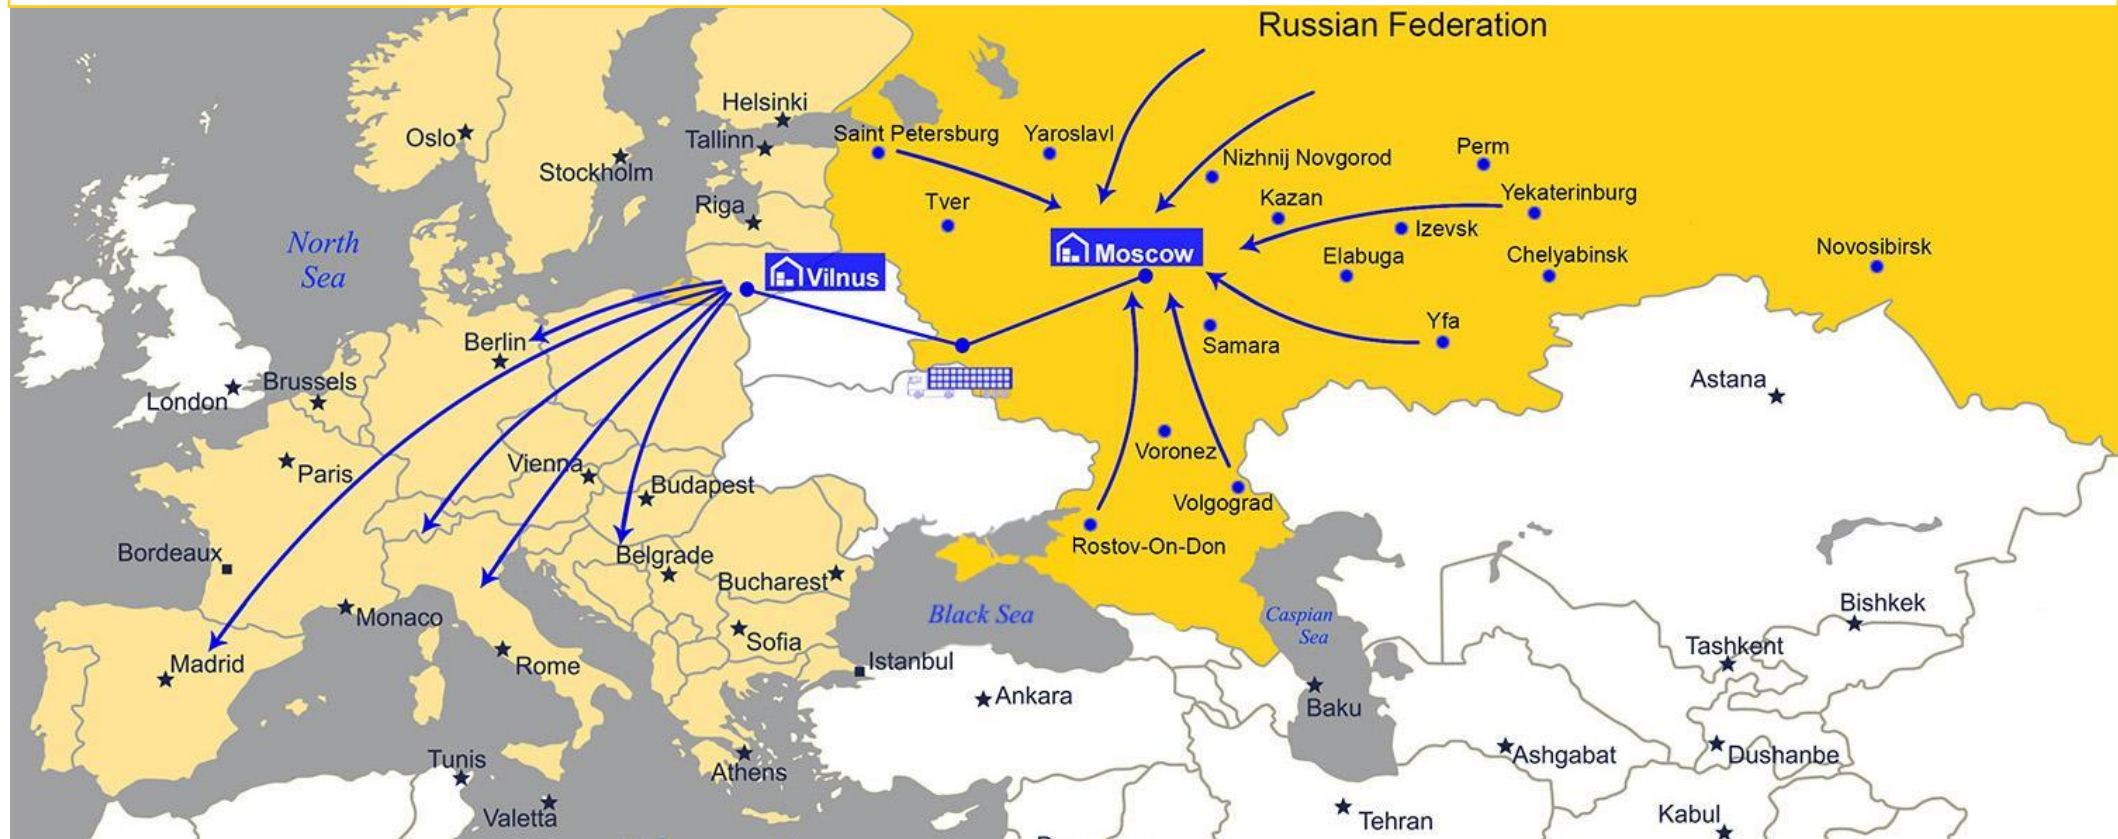 Russian Federation
Helsinki
Oslo
Tallinn
Saint Petersburg
Yaroslavl
Stockholm
Nizhnij Novgorod
Perm
Riga
Tver
Kazan
Yekaterinburg
Izevsk
North
Sea
Moscow
Elabuga
Chelyabinsk
Novosibirsk
Vilnus
Berlin
Yfa
Samara
London
Brussels
Astana
Paris
Vienna
Budapest
Voronez
Volgograd
Bordeaux
Belgrade
Bucharest
Rostov-On-Don
Monaco
Black Sea
Caspian
Sea
Bishkek
Madrid
Rome
Sofia
Istanbul
Tashkent
Ankara
Baku
Tunis
Athens
Ashgabat
Dushanbe
Valetta
Tehran
Kabul